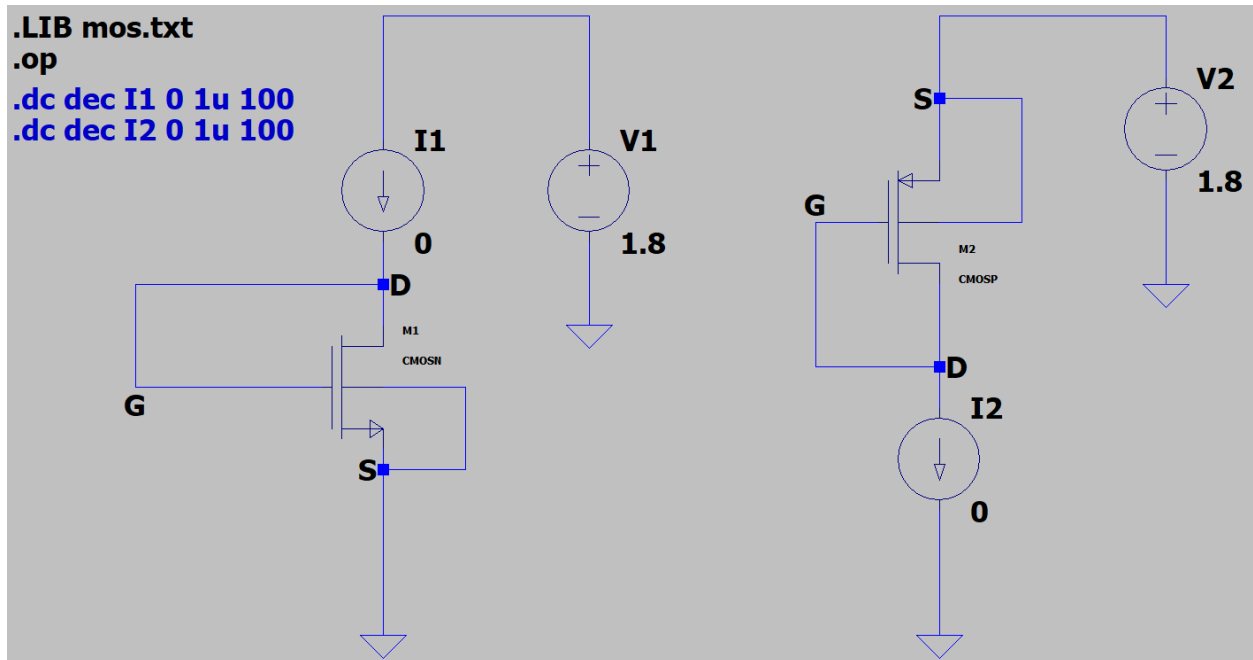 .LIB mos.txt
.op
.dc dec I1 0 1u 100
.dc dec I2 0 1u 100
I1
0
V1
1.8
D
M1
CMOSN
G
S
V2
1.8
S
G
M2
CMOSP
D
I2
0